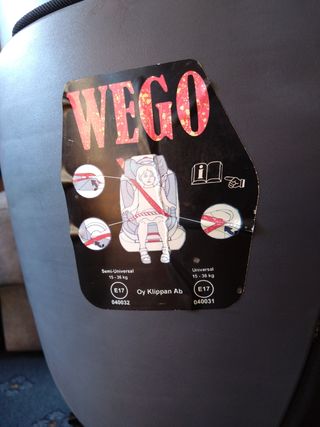 WEGO
i
Semi-Universal
15 - 36 kg
E17
040032
Oy Klippan Ab
Universal
15 - 36 kg
E17
040031